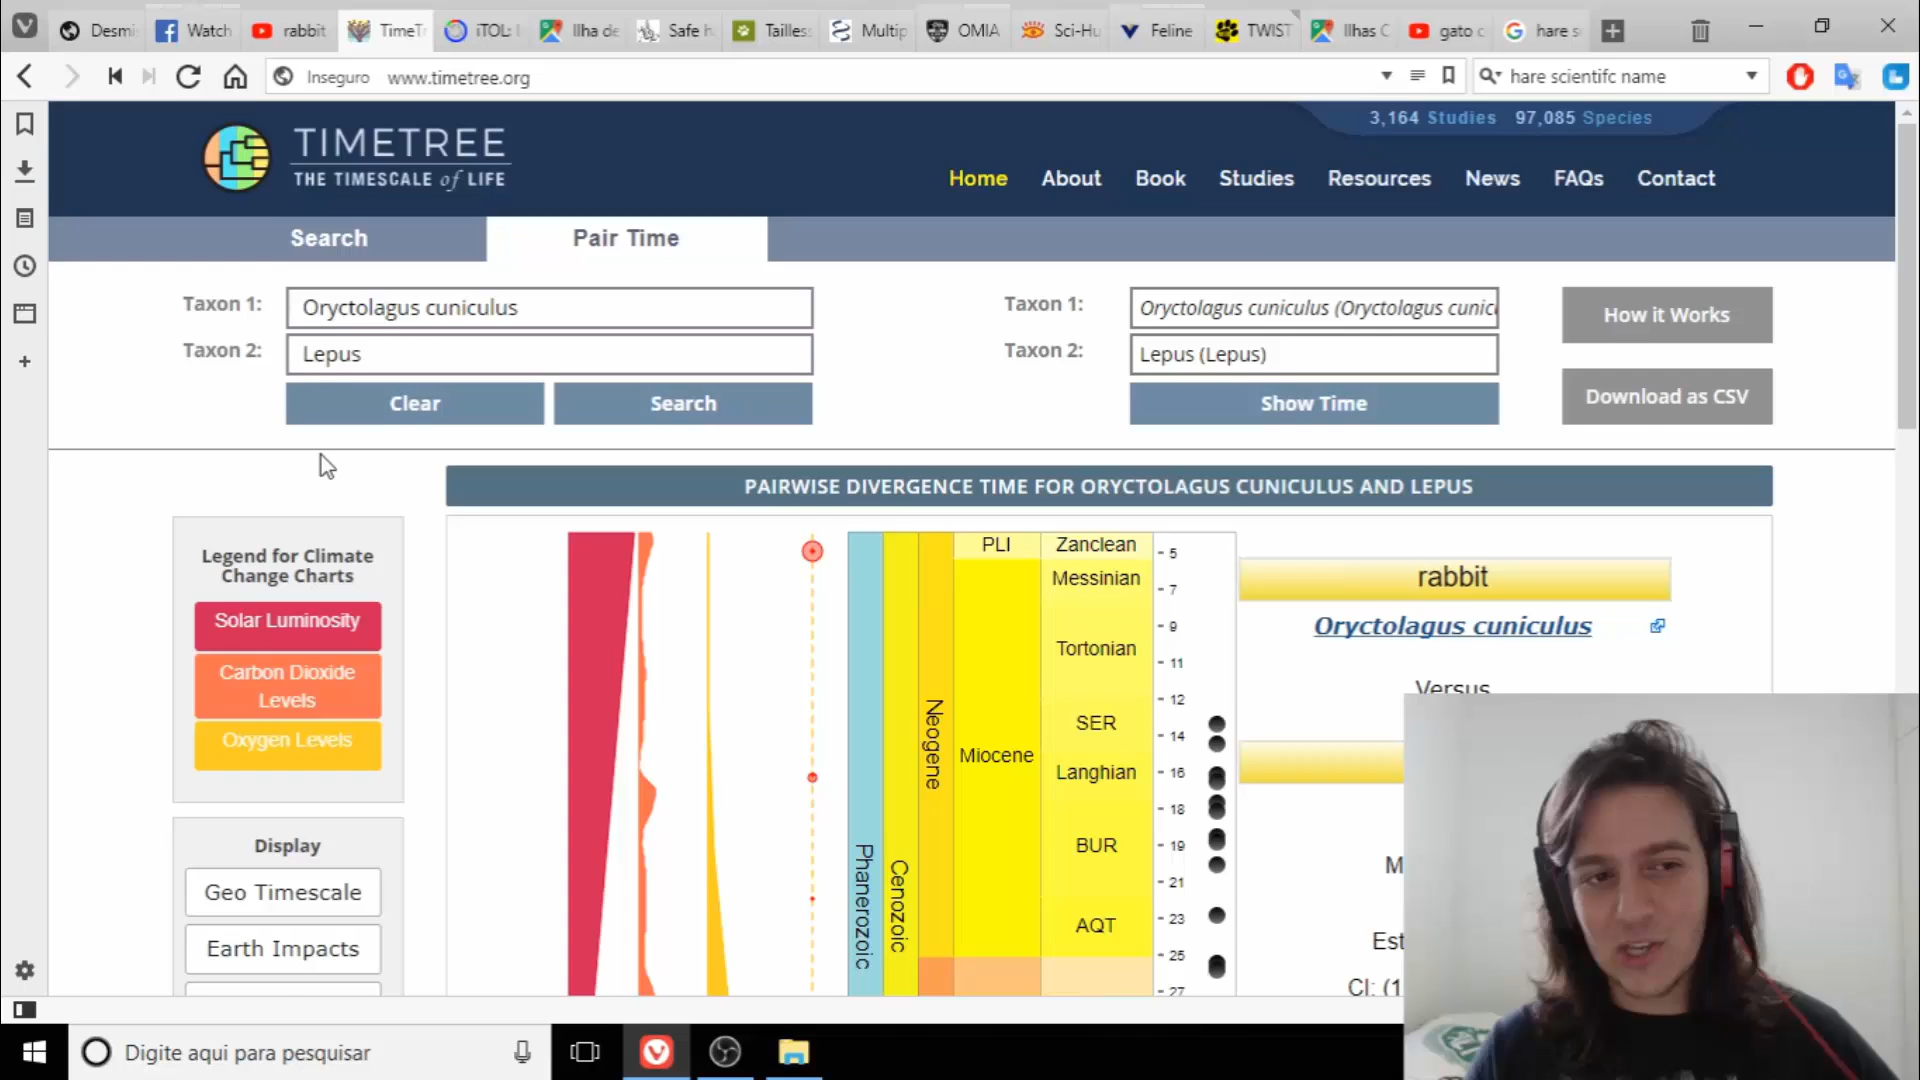 Desmi
Watch
rabbit
TimeTr
iTOL: I
Ilha de
Safe h
Tailles
Multip
OMIA
Sci-Hu
Feline
TWIST
Ilhas C
gato c
hare s
Inseguro www.timetree.org
hare scientifc name
3,164 Studies 97,085 Species
TIMETREE
THE TIMESCALE of LIFE
Home About Book Studies Resources News FAQs Contact
Search
Pair Time
Taxon 1: Oryctolagus cuniculus
Taxon 2: Lepus
Clear
Search
Taxon 1: Oryctolagus cuniculus (Oryctolagus cunicu
Taxon 2: Lepus (Lepus)
Show Time
How it Works
Download as CSV
PAIRWISE DIVERGENCE TIME FOR ORYCTOLAGUS CUNICULUS AND LEPUS
Legend for Climate
Change Charts
Solar Luminosity
Carbon Dioxide
Levels
Oxygen Levels
Display
Geo Timescale
Earth Impacts
Phanerozoic
Cenozoic
Neogene
PLI
Miocene
Zanclean
Messinian
Tortonian
SER
Langhian
BUR
AQT
- 5
- 7
- 9
- 11
- 12
- 14
- 16
- 18
- 19
- 21
- 23
- 25
- 27
rabbit
Oryctolagus cuniculus
Versus
M
Est
CI: (1
Digite aqui para pesquisar